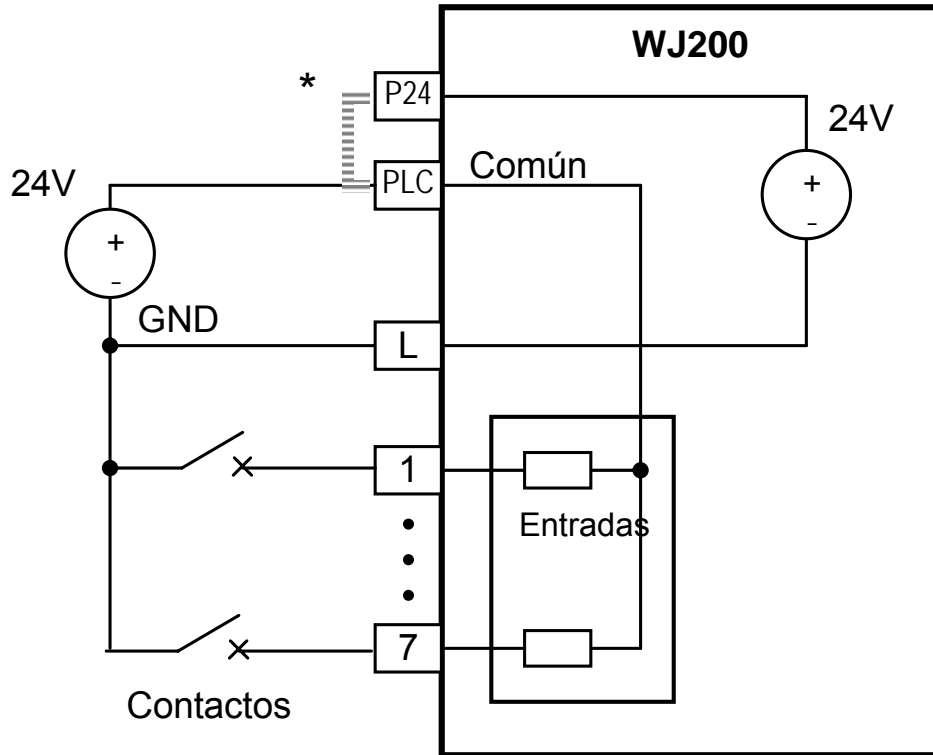 WJ200
*
P24
24V
24V
PLC
Común
+
-
+
-
GND
L
1
Entradas
7
Contactos